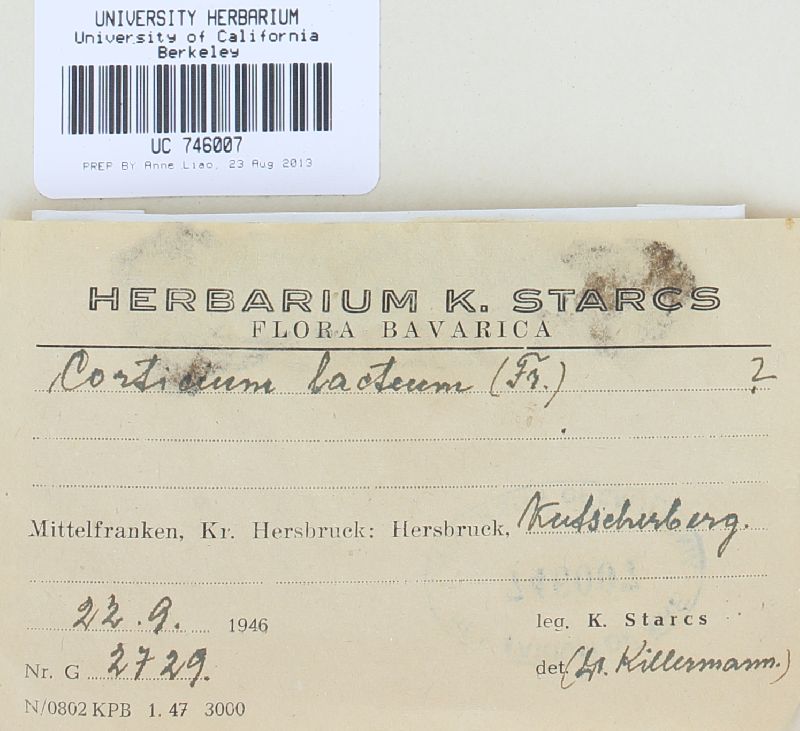 UNIVERSITY HERBARIUM
University of California
Berkeley
UC 746007
PREP BY Anne Liao, 23 Aug 2013
HERBARIUM K. STARCS
FLORA BAVARICA
Corticium lacteum (Fr.) ?
Mittelfranken, Kr. Hersbruck: Hersbruck, Kutscherberg.
22.9. 1946 leg. K. Starcs
Nr. G 2729. det. (Dr. Killermann.)
N/0802 KPB 1. 47 3000